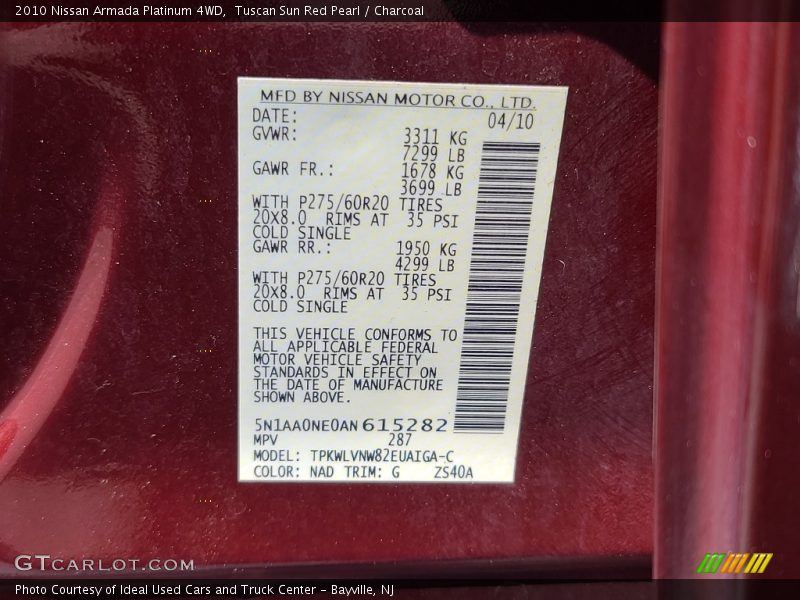 2010 Nissan Armada Platinum 4WD,  Tuscan Sun Red Pearl / Charcoal
MFD BY NISSAN MOTOR CO., LTD.
DATE: 04/10
GVWR: 3311 KG
7299 LB
GAWR FR.: 1678 KG
3699 LB
WITH P275/60R20 TIRES
20X8.0 RIMS AT 35 PSI
COLD SINGLE
GAWR RR.: 1950 KG
4299 LB
WITH P275/60R20 TIRES
20X8.0 RIMS AT 35 PSI
COLD SINGLE
THIS VEHICLE CONFORMS TO
ALL APPLICABLE FEDERAL
MOTOR VEHICLE SAFETY
STANDARDS IN EFFECT ON
THE DATE OF MANUFACTURE
SHOWN ABOVE.
5N1AA0NE0AN615282
MPV 287
MODEL: TPKWLVNW82EUAIGA-C
COLOR: NAD TRIM: G ZS40A
GTCARLOT.COM
Photo Courtesy of Ideal Used Cars and Truck Center - Bayville, NJ